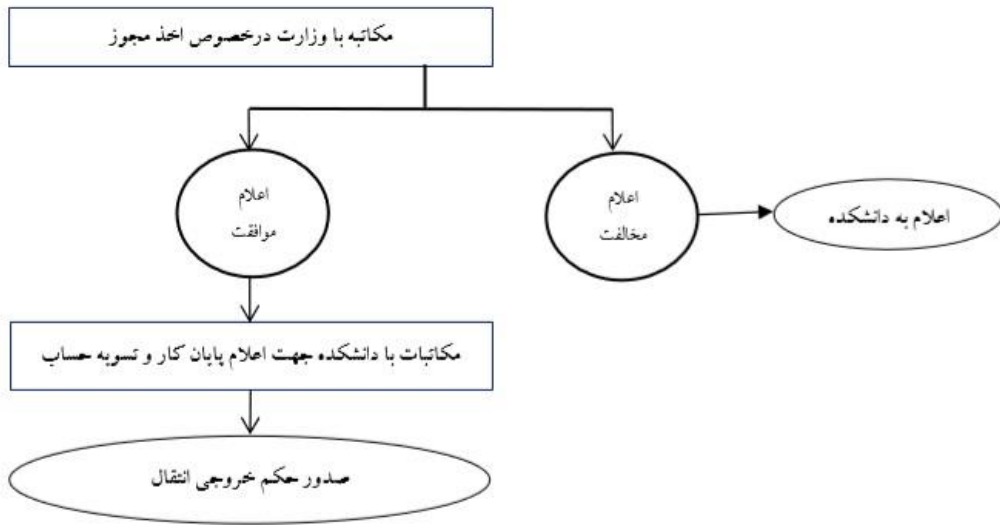 مکاتبه با وزارت درخصوص اخذ مجوز
اعلام
موافقت
اعلام
مخالفت
اعلام به دانشکده
مکاتبات با دانشکده جهت اعلام پایان کار و تسویه حساب
صدور حکم خروجی انتقال